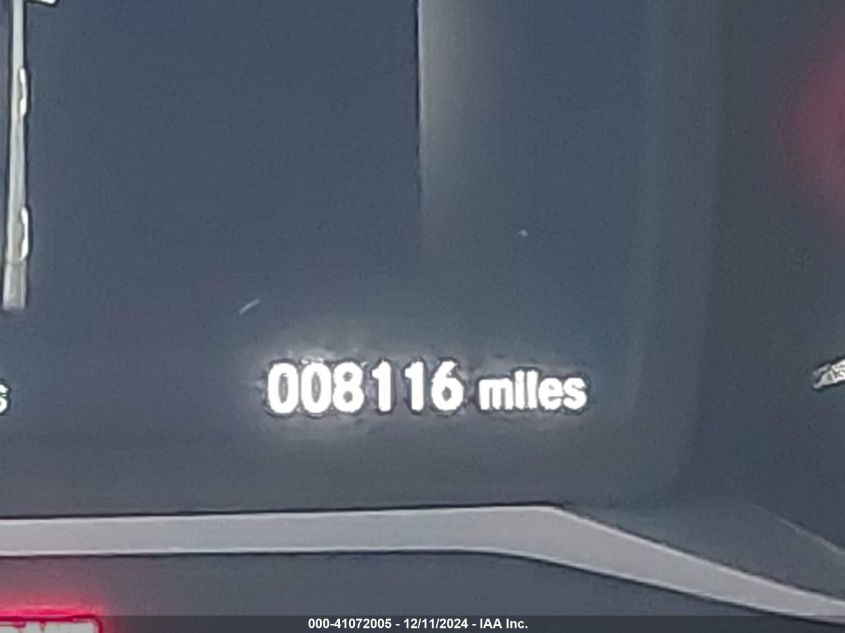 008116 miles
000-41072005 - 12/11/2024 - IAA Inc.